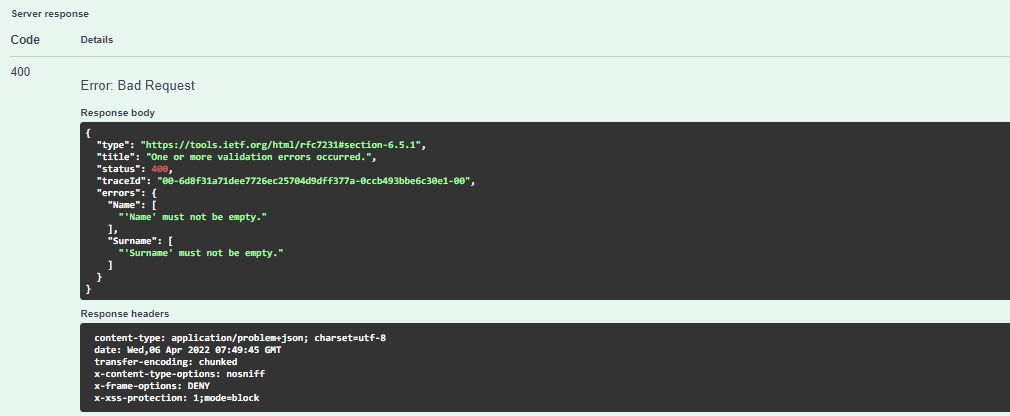 Server response
Code Details
400
Error: Bad Request
Response body
{
"type": "https://tools.ietf.org/html/rfc7231#section-6.5.1",
"title": "One or more validation errors occurred.",
"status": 400,
"traceId": "00-6d8f31a71dee7726ec25704d9dff377a-0ccb493bbe6c30e1-00",
"errors": {
"Name": [
"'Name' must not be empty."
],
"Surname": [
"'Surname' must not be empty."
]
}
}
Response headers
content-type: application/problem+json; charset=utf-8
date: Wed,06 Apr 2022 07:49:45 GMT
transfer-encoding: chunked
x-content-type-options: nosniff
x-frame-options: DENY
x-xss-protection: 1;mode=block